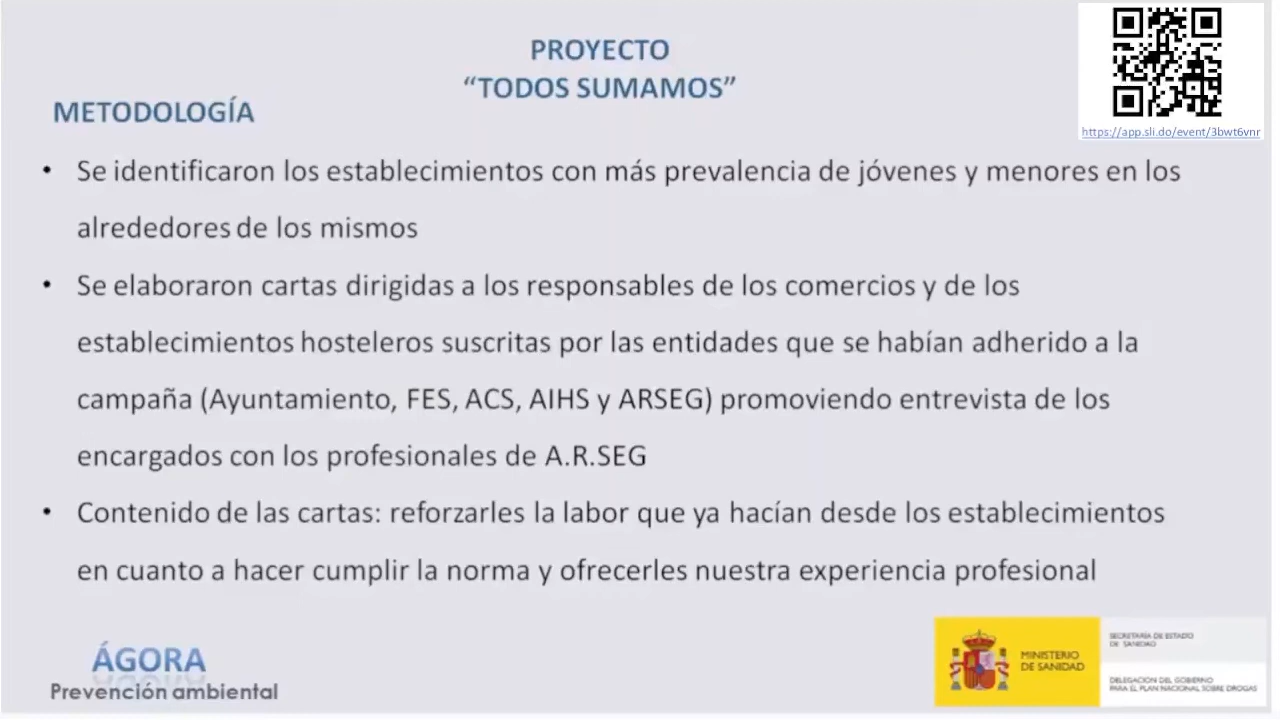 PROYECTO
“TODOS SUMAMOS”
https://app.sli.do/event/3bwt6vnr
METODOLOGÍA
• Se identificaron los establecimientos con más prevalencia de jóvenes y menores en los
alrededores de los mismos
• Se elaboraron cartas dirigidas a los responsables de los comercios y de los
establecimientos hosteleros suscritas por las entidades que se habían adherido a la
campaña (Ayuntamiento, FES, ACS, AIHS y ARSEG) promoviendo entrevista de los
encargados con los profesionales de A.R.SEG
• Contenido de las cartas: reforzarles la labor que ya hacían desde los establecimientos
en cuanto a hacer cumplir la norma y ofrecerles nuestra experiencia profesional
ÁGORA
Prevención ambiental
MINISTERIO
DE SANIDAD
SECRETARÍA DE ESTADO
DE SANIDAD
DELEGACIÓN DEL GOBIERNO
PARA EL PLAN NACIONAL SOBRE DROGAS